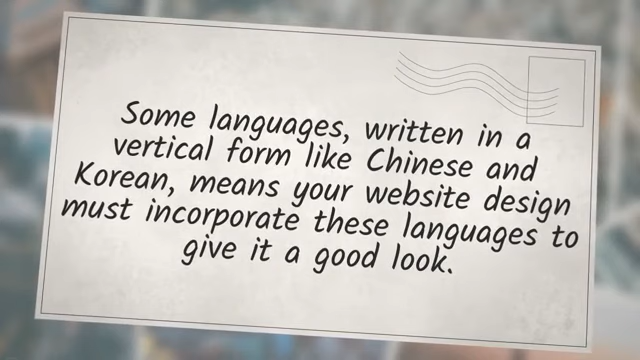 Some languages, written in a
vertical form like Chinese and
Korean, means your website design
must incorporate these languages to
give it a good look.